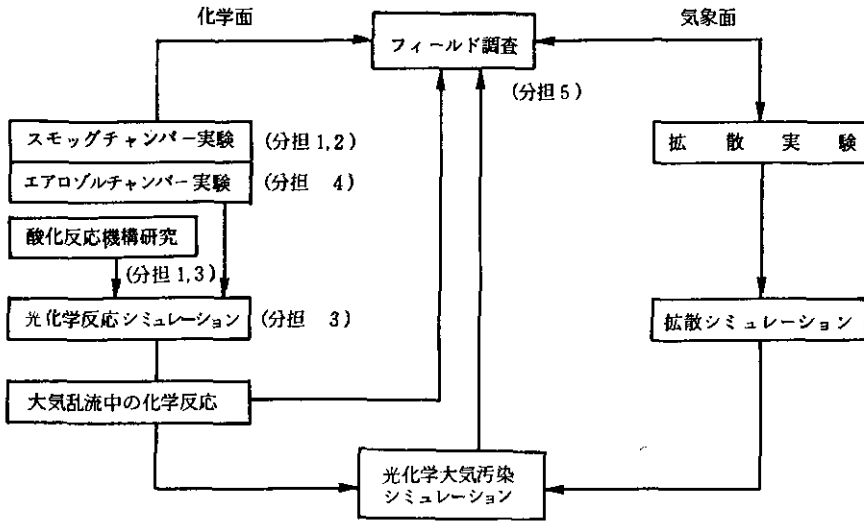 化学面
気象面
フィールド調査
(分担5)
スモッグチャンバー実験
(分担1,2)
エアロゾルチャンバー実験
(分担 4)
拡散実験
酸化反応機構研究
(分担1,3)
光化学反応シミュレーション
(分担 3)
拡散シミュレーション
大気乱流中の化学反応
光化学大気汚染
シミュレーション